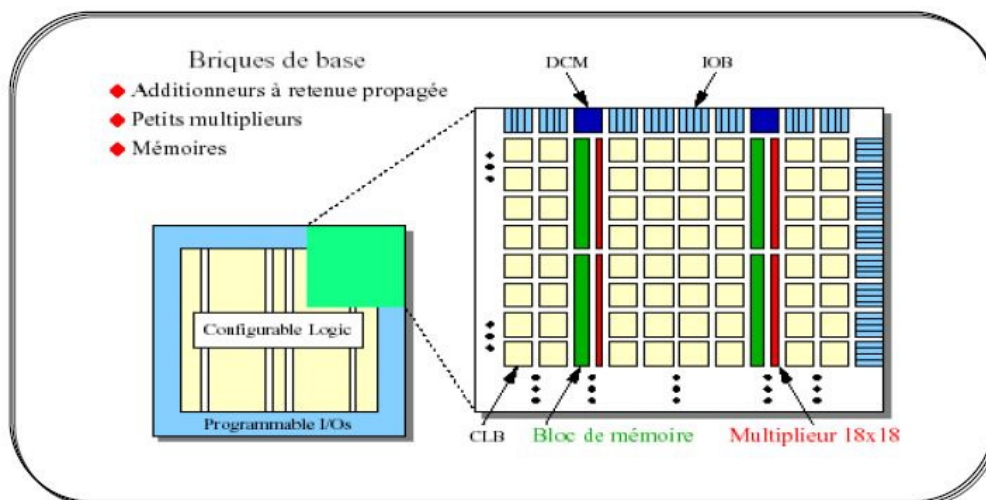 Briques de base
Additionneurs à retenue propagée
Petits multiplieurs
Mémoires
DCM
IOB
Configurable Logic
Programmable I/Os
CLB
Bloc de mémoire
Multiplieur 18x18